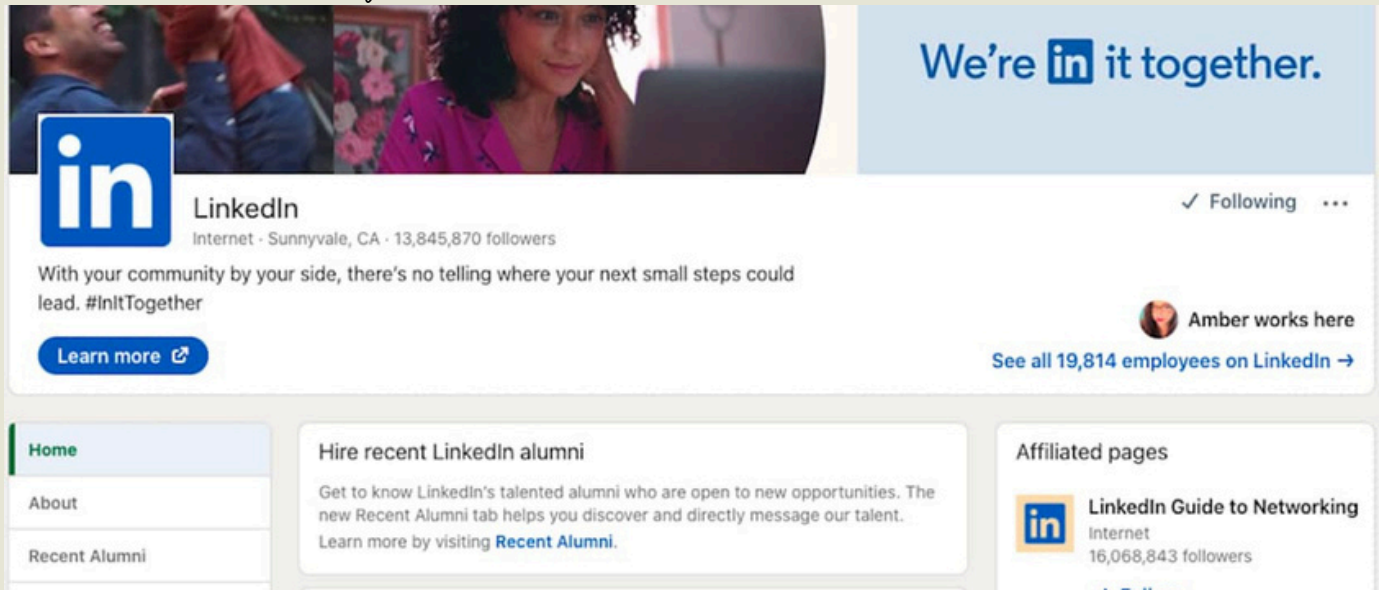 We're in it together.
in
LinkedIn
Internet · Sunnyvale, CA · 13,845,870 followers
✓ Following ...
With your community by your side, there's no telling where your next small steps could
lead. #InItTogether
Learn more
Amber works here
See all 19,814 employees on LinkedIn →
Home
About
Recent Alumni
Hire recent LinkedIn alumni
Get to know LinkedIn's talented alumni who are open to new opportunities. The
new Recent Alumni tab helps you discover and directly message our talent.
Learn more by visiting Recent Alumni.
Affiliated pages
in
LinkedIn Guide to Networking
Internet
16,068,843 followers